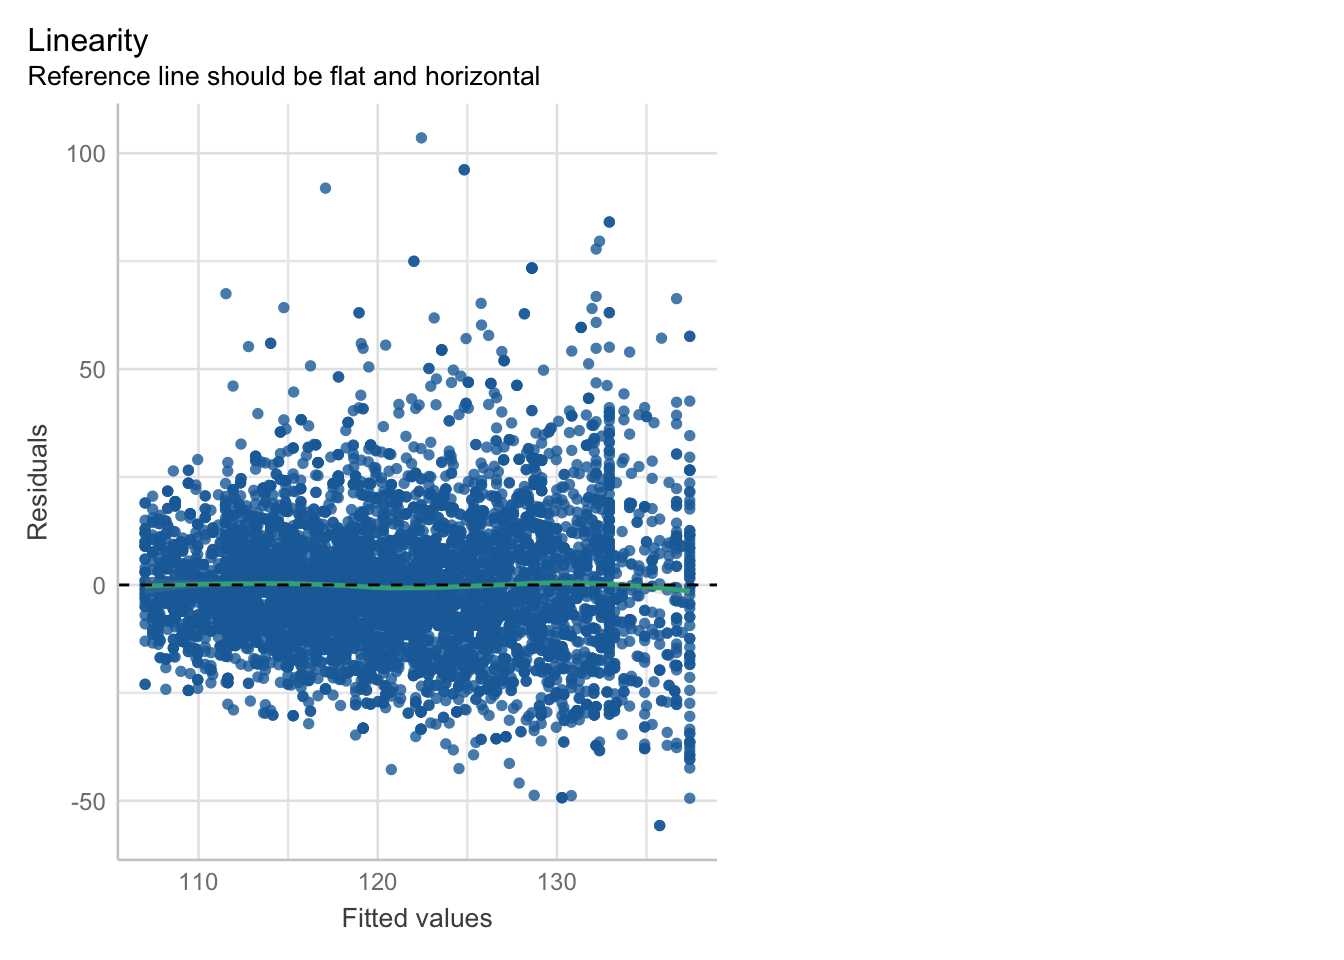 Linearity
Reference line should be flat and horizontal
100
50
0
-50
Residuals
110
120
130
Fitted values